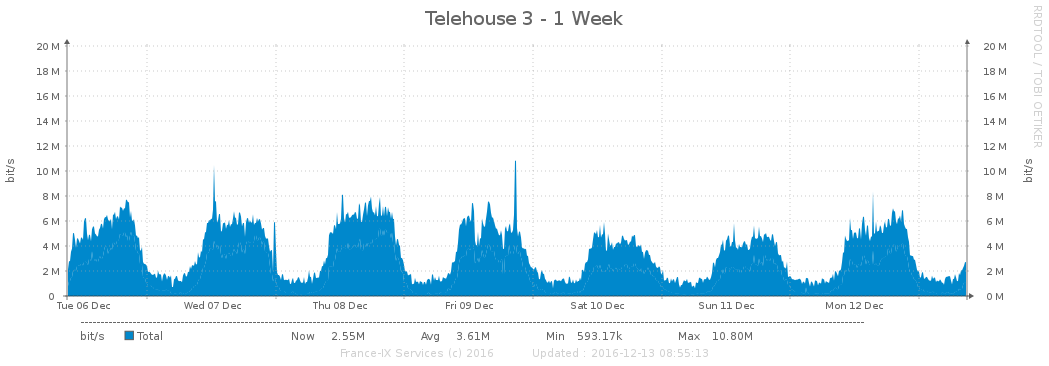 Telehouse 3 - 1 Week
RRDTOOL / TOBI OETIKER
bit/s
bit/s
20 M 20 M
18 M 18 M
16 M 16 M
14 M 14 M
12 M 12 M
10 M 10 M
8 M 8 M
6 M 6 M
4 M 4 M
2 M 2 M
0 0 M
Tue 06 Dec Wed 07 Dec Thu 08 Dec Fri 09 Dec Sat 10 Dec Sun 11 Dec Mon 12 Dec
bit/s Total Now 2.55M Avg 3.61M Min 593.17k Max 10.80M
France-IX Services (c) 2016 Updated : 2016-12-13 08:55:13